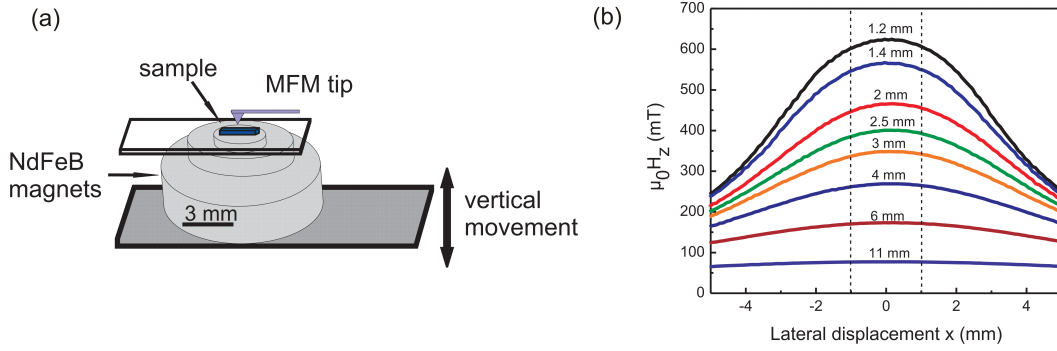 (a)
sample
MFM tip
NdFeB
magnets
3 mm
vertical
movement
(b)
700
600
500
400
300
200
100
0
μ₀H_Z (mT)
1.2 mm
1.4 mm
2 mm
2.5 mm
3 mm
4 mm
6 mm
11 mm
-4
-2
0
2
4
Lateral displacement x (mm)